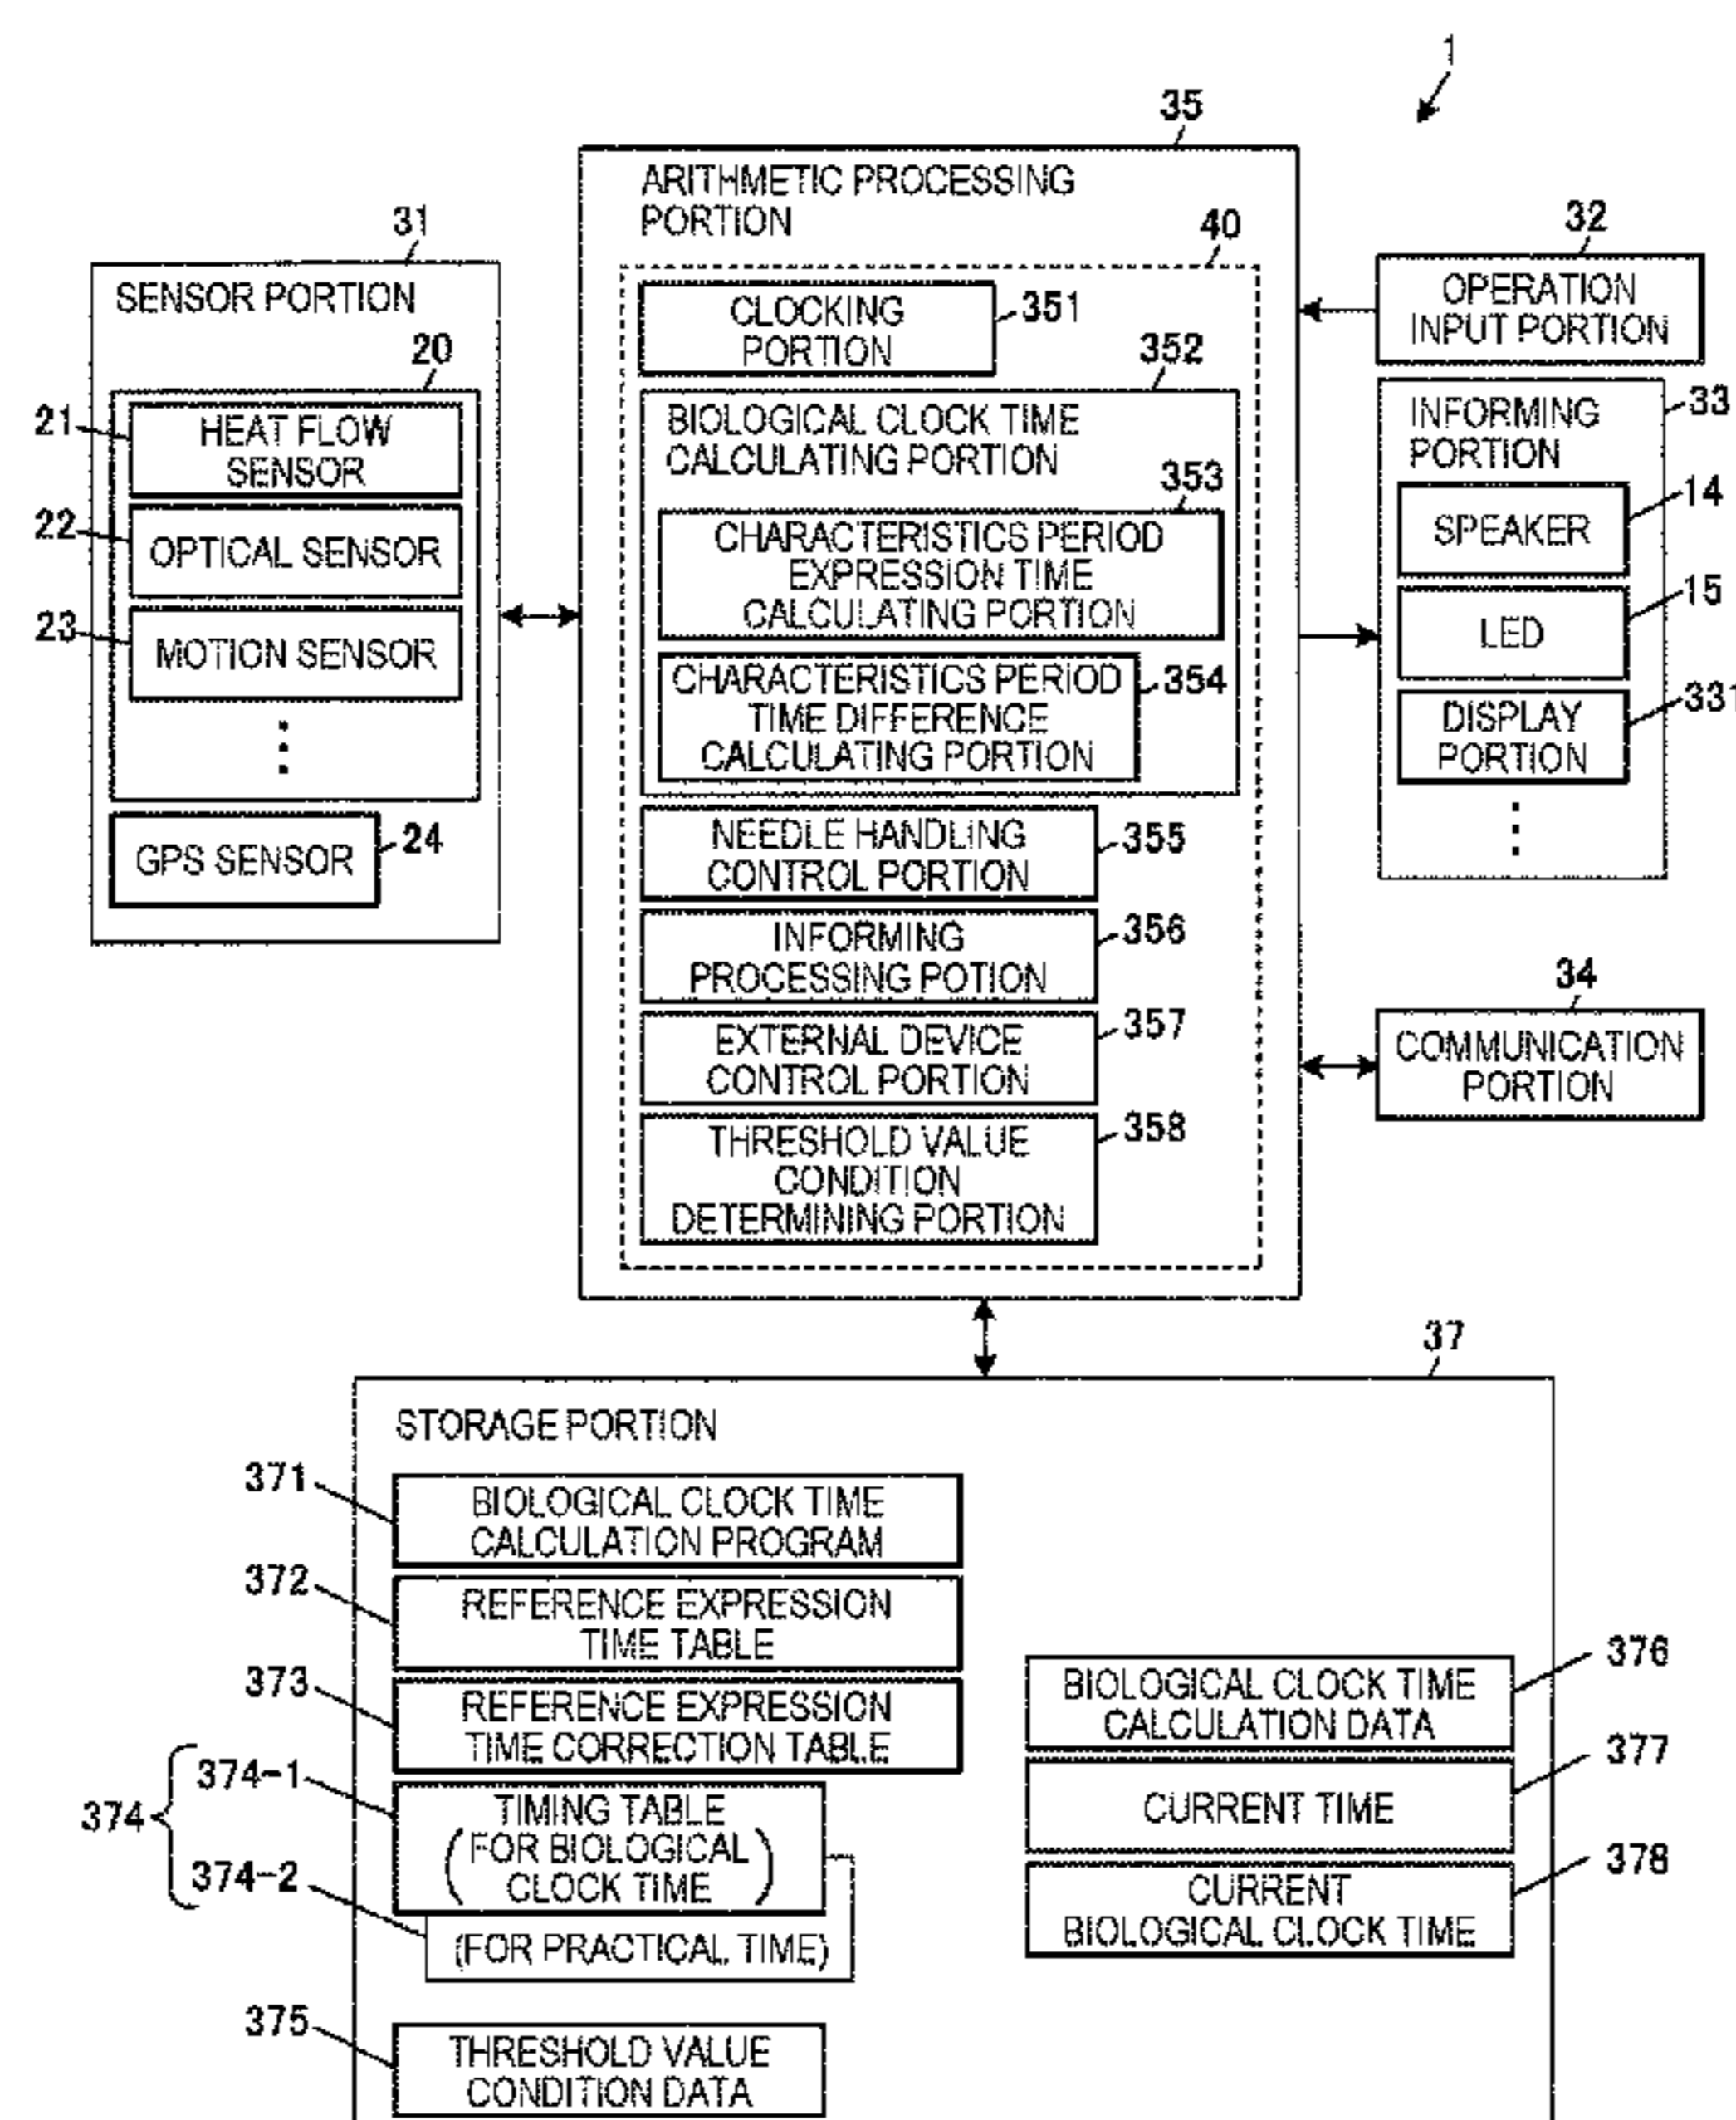 1
35
ARITHMETIC PROCESSING
PORTION
40
CLOCKING
PORTION
351
352
BIOLOGICAL CLOCK TIME
CALCULATING PORTION
353
CHARACTERISTICS PERIOD
EXPRESSION TIME
CALCULATING PORTION
CHARACTERISTICS PERIOD
TIME DIFFERENCE
CALCULATING PORTION
354
NEEDLE HANDLING
CONTROL PORTION
355
INFORMING
PROCESSING POTION
356
EXTERNAL DEVICE
CONTROL PORTION
357
THRESHOLD VALUE
CONDITION
DETERMINING PORTION
358
31
SENSOR PORTION
20
21
HEAT FLOW
SENSOR
22
OPTICAL SENSOR
23
MOTION SENSOR
GPS SENSOR
24
32
OPERATION
INPUT PORTION
INFORMING
PORTION
33
SPEAKER
14
LED
15
DISPLAY
PORTION
331
34
COMMUNICATION
PORTION
37
STORAGE PORTION
371
BIOLOGICAL CLOCK TIME
CALCULATION PROGRAM
372
REFERENCE EXPRESSION
TIME TABLE
373
REFERENCE EXPRESSION
TIME CORRECTION TABLE
374
374-1
TIMING TABLE
(FOR BIOLOGICAL
CLOCK TIME)
374-2
(FOR PRACTICAL TIME)
375
THRESHOLD VALUE
CONDITION DATA
BIOLOGICAL CLOCK TIME
CALCULATION DATA
376
CURRENT TIME
377
CURRENT
BIOLOGICAL CLOCK TIME
378